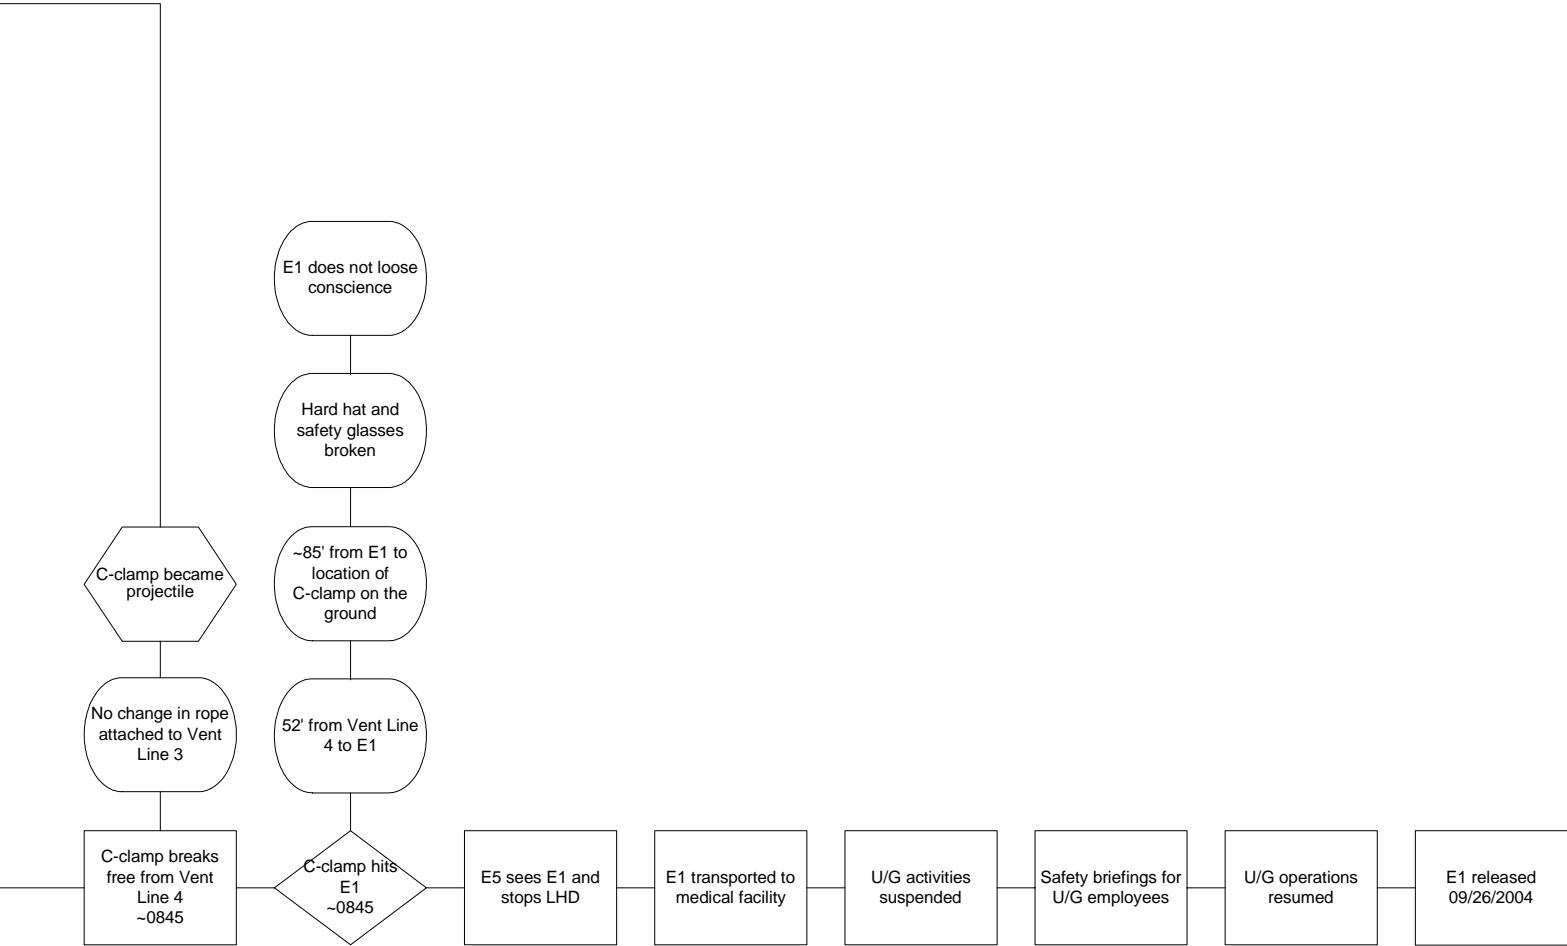 E1 does not loose
conscience
Hard hat and
safety glasses
broken
C-clamp became
projectile
~85' from E1 to
location of
C-clamp on the
ground
No change in rope
attached to Vent
Line 3
52' from Vent Line
4 to E1
C-clamp breaks
free from Vent
Line 4
~0845
C-clamp hits
E1
~0845
E5 sees E1 and
stops LHD
E1 transported to
medical facility
U/G activities
suspended
Safety briefings for
U/G employees
U/G operations
resumed
E1 released
09/26/2004